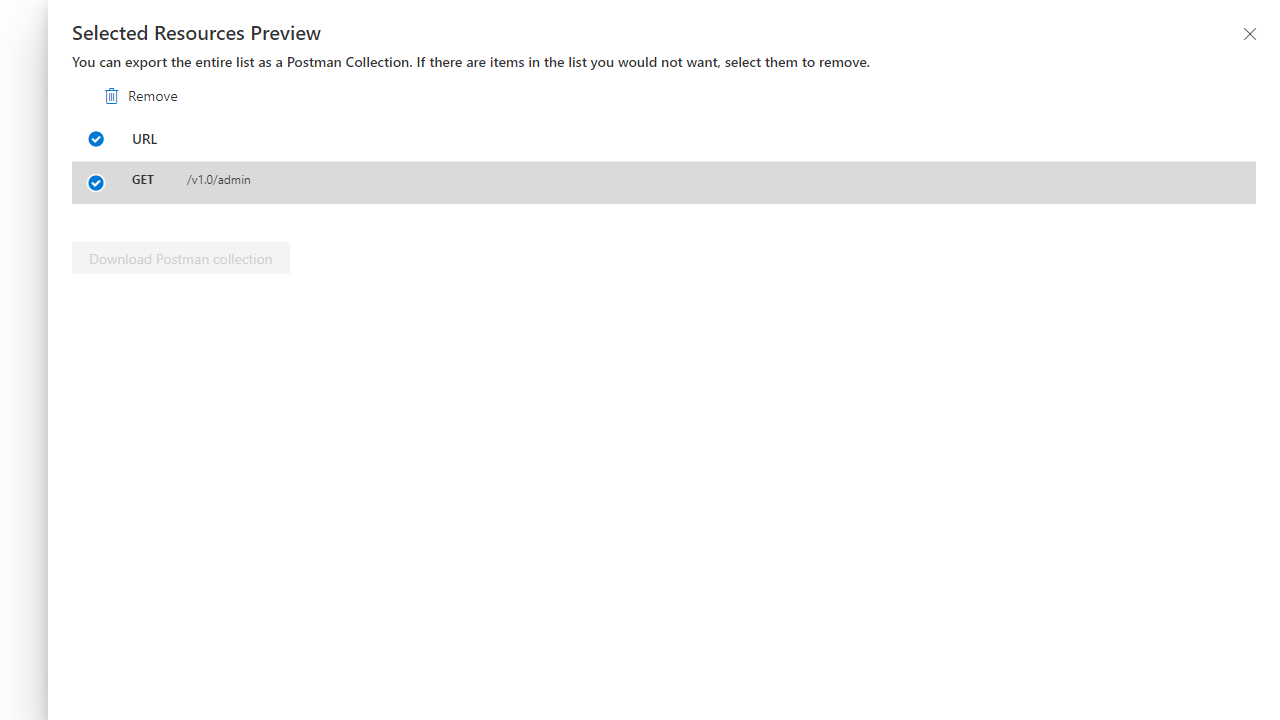 Selected Resources Preview
You can export the entire list as a Postman Collection. If there are items in the list you would not want, select them to remove.
Remove
URL
GET /v1.0/admin
Download Postman collection